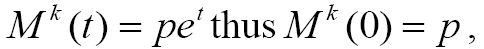 M^k(t) = pe^t thus M^k(0) = p,